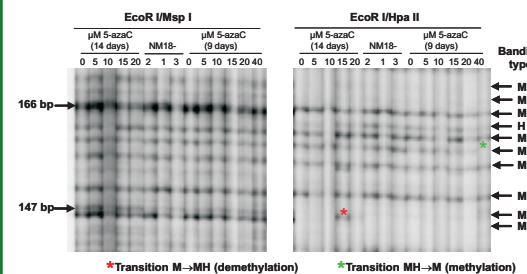 EcoR I/Msp I EcoR I/Hpa II
µM 5-azaC (14 days) NM18- µM 5-azaC (9 days) µM 5-azaC (14 days) NM18- µM 5-azaC (9 days)
0 5 10 15 20 2 1 3 0 5 10 15 20 40 0 5 10 15 20 2 1 3 0 5 10 15 20 40
Bandi
type
M
M
166 bp M
H
M
* M
M
M
147 bp * M
M
*Transition M→MH (demethylation) *Transition MH→M (methylation)